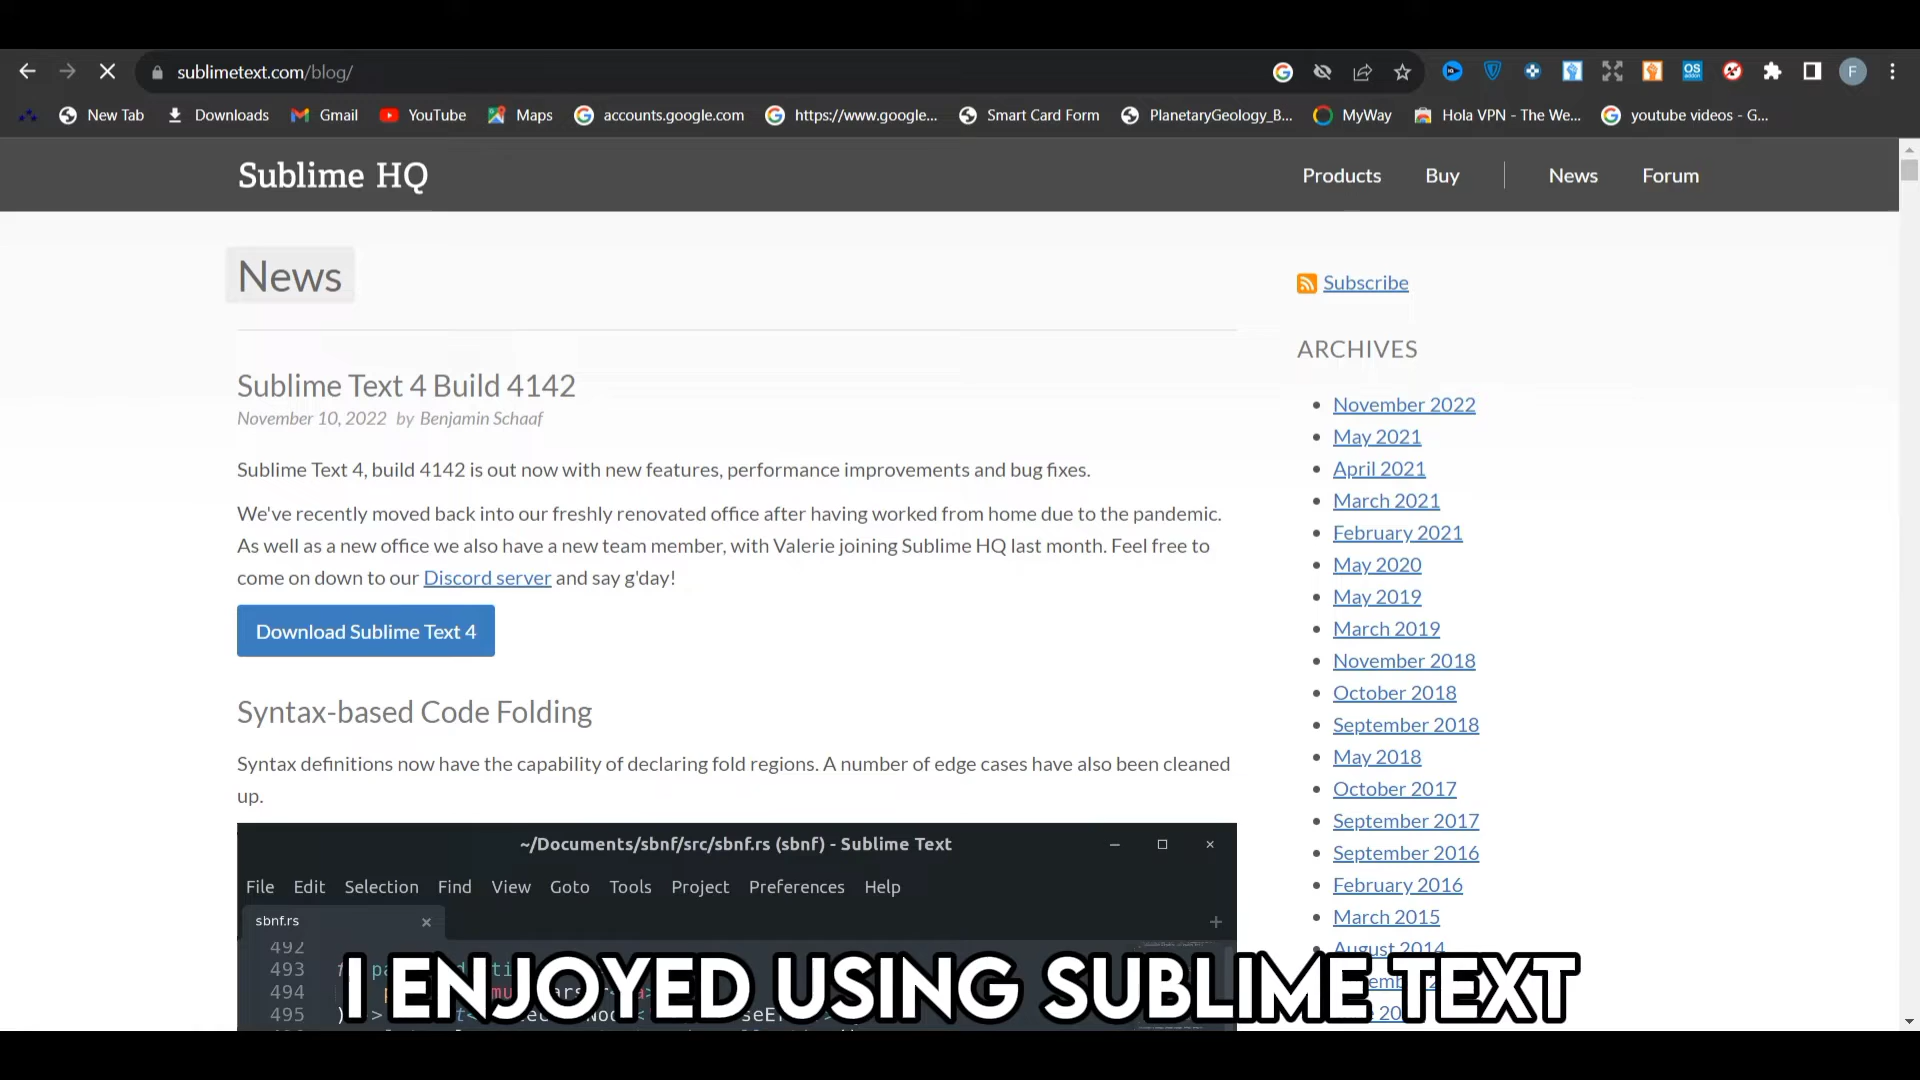 sublimetext.com/blog/
F
New Tab
Downloads
Gmail
YouTube
Maps
accounts.google.com
https://www.google...
Smart Card Form
PlanetaryGeology_B...
MyWay
Hola VPN - The We...
youtube videos - G...
Sublime HQ
Products
Buy
News
Forum
News
Sublime Text 4 Build 4142
November 10, 2022 by Benjamin Schaaf
Sublime Text 4, build 4142 is out now with new features, performance improvements and bug fixes.
We've recently moved back into our freshly renovated office after having worked from home due to the pandemic.
As well as a new office we also have a new team member, with Valerie joining Sublime HQ last month. Feel free to
come on down to our Discord server and say g'day!
Download Sublime Text 4
Syntax-based Code Folding
Syntax definitions now have the capability of declaring fold regions. A number of edge cases have also been cleaned
up.
~/Documents/sbnf/src/sbnf.rs (sbnf) - Sublime Text
File Edit Selection Find View Goto Tools Project Preferences Help
sbnf.rs
492
493
494
495
Subscribe
ARCHIVES
November 2022
May 2021
April 2021
March 2021
February 2021
May 2020
May 2019
March 2019
November 2018
October 2018
September 2018
May 2018
October 2017
September 2017
September 2016
February 2016
March 2015
August 2014
I ENJOYED USING SUBLIME TEXT